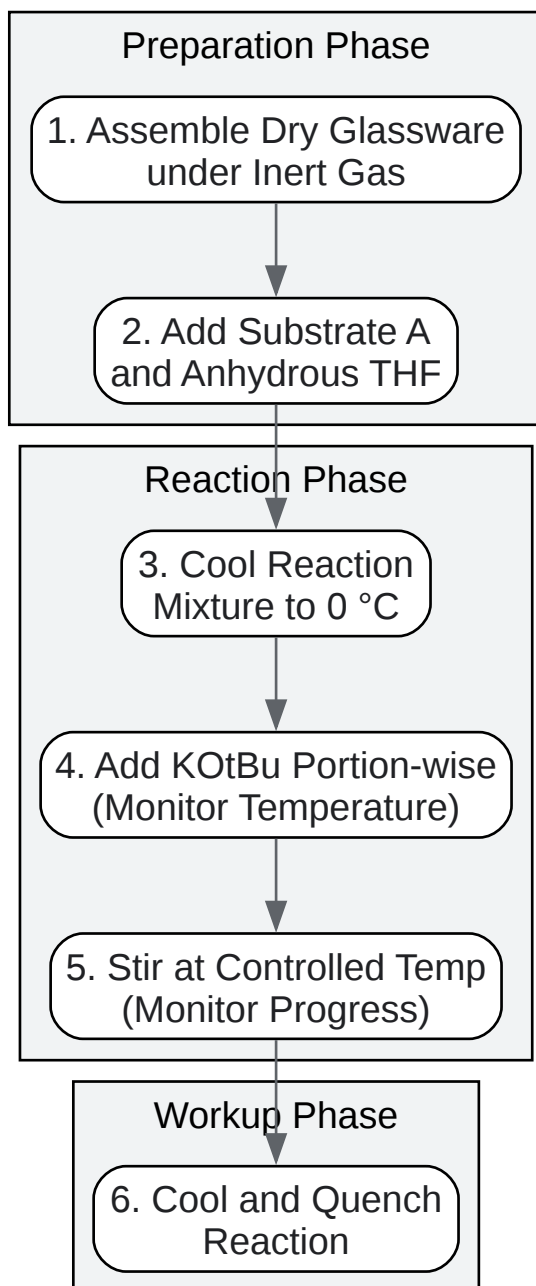 Preparation Phase
1. Assemble Dry Glassware
under Inert Gas
2. Add Substrate A
and Anhydrous THF
Reaction Phase
3. Cool Reaction
Mixture to 0 °C
4. Add KOtBu Portion-wise
(Monitor Temperature)
5. Stir at Controlled Temp
(Monitor Progress)
Workup Phase
6. Cool and Quench
Reaction